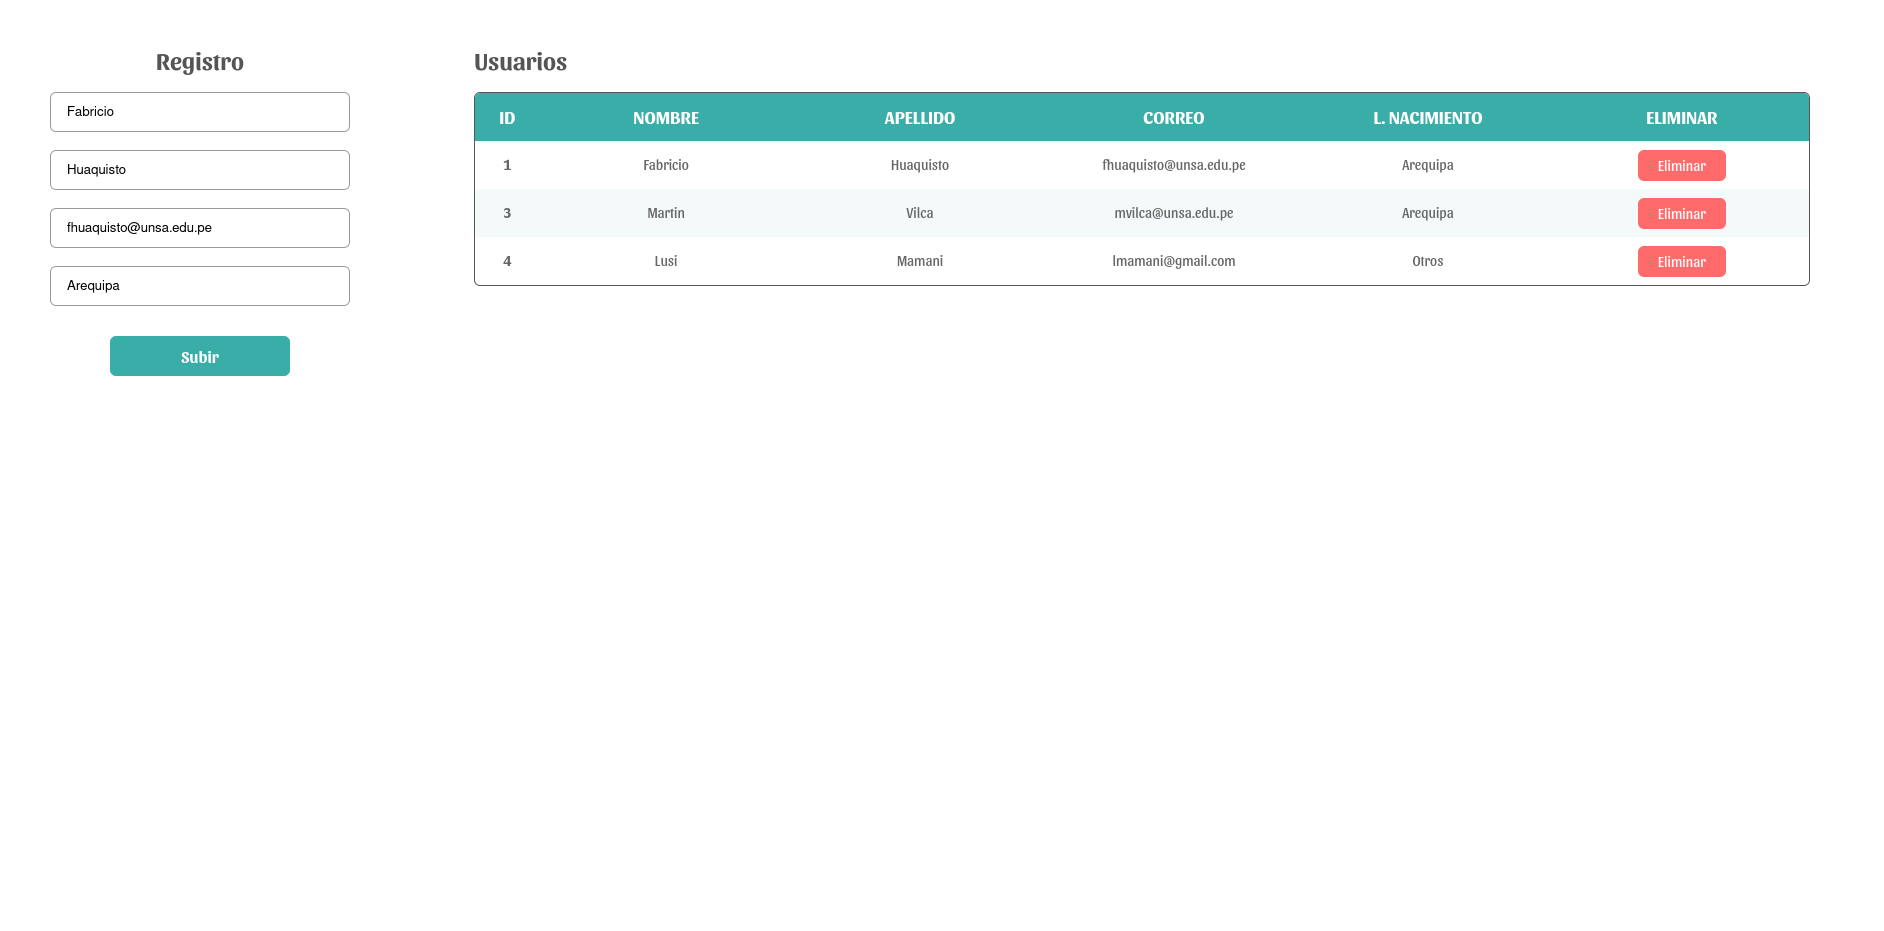 Registro
Fabricio
Huaquisto
fhuaquisto@unsa.edu.pe
Arequipa
Subir
Usuarios
ID NOMBRE APELLIDO CORREO L. NACIMIENTO ELIMINAR
1 Fabricio Huaquisto fhuaquisto@unsa.edu.pe Arequipa Eliminar
3 Martin Vilca mvilca@unsa.edu.pe Arequipa Eliminar
4 Lusi Mamani lmamani@gmail.com Otros Eliminar